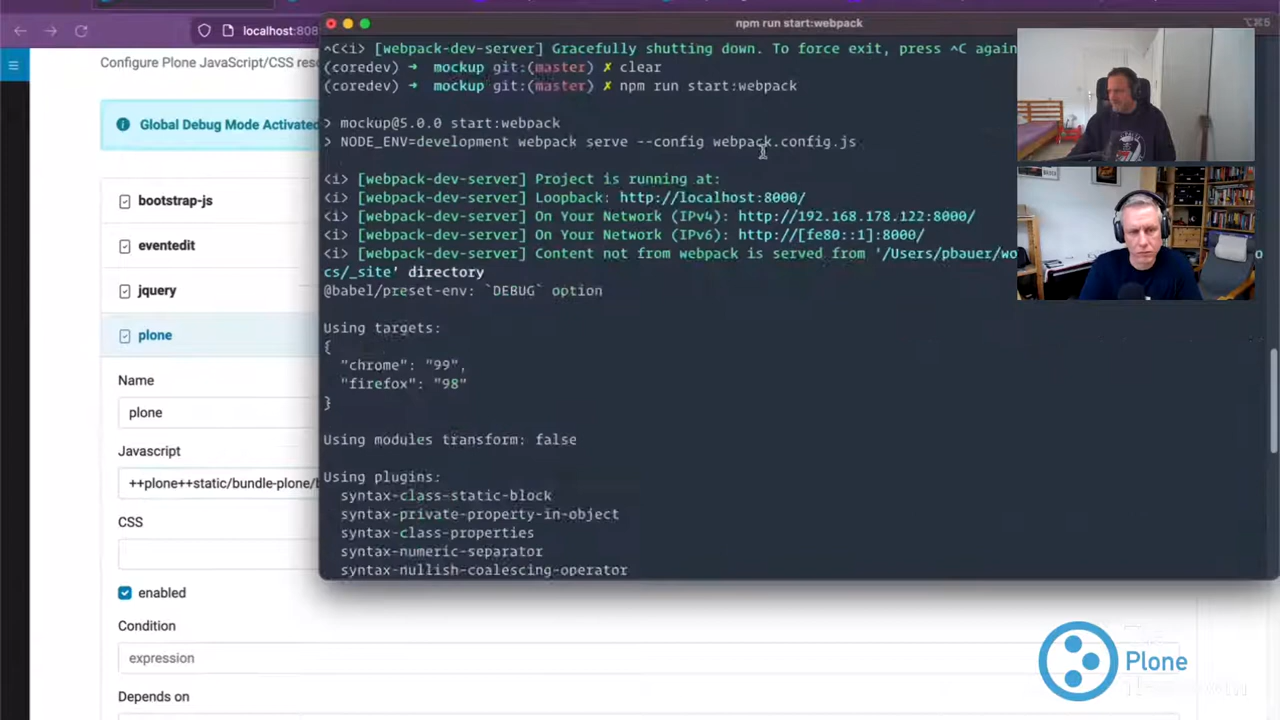 npm run start:webpack
⌥⌘5
localhost:808
Configure Plone JavaScript/CSS reso
Global Debug Mode Activated
bootstrap-js
eventedit
jquery
plone
Name
plone
Javascript
++plone++static/bundle-plone/b
CSS
enabled
Condition
expression
Depends on
^C<i> [webpack-dev-server] Gracefully shutting down. To force exit, press ^C again
(coredev) ➜ mockup git:(master) ✗ clear
(coredev) ➜ mockup git:(master) ✗ npm run start:webpack
> mockup@5.0.0 start:webpack
> NODE_ENV=development webpack serve --config webpack.config.js
<i> [webpack-dev-server] Project is running at:
<i> Loopback: http://localhost:8000/
<i> [webpack-dev-server] On Your Network (IPv4): http://192.168.178.122:8000/
<i> [webpack-dev-server] On Your Network (IPv6): http://[fe80::1]:8000/
<i> [webpack-dev-server] Content not from webpack is served from '/Users/pbauer/wo
cs/_site' directory
@babel/preset-env: `DEBUG` option
Using targets:
{
"chrome": "99",
"firefox": "98"
}
Using modules transform: false
Using plugins:
syntax-class-static-block
syntax-private-property-in-object
syntax-class-properties
syntax-numeric-separator
syntax-nullish-coalescing-operator
Plone